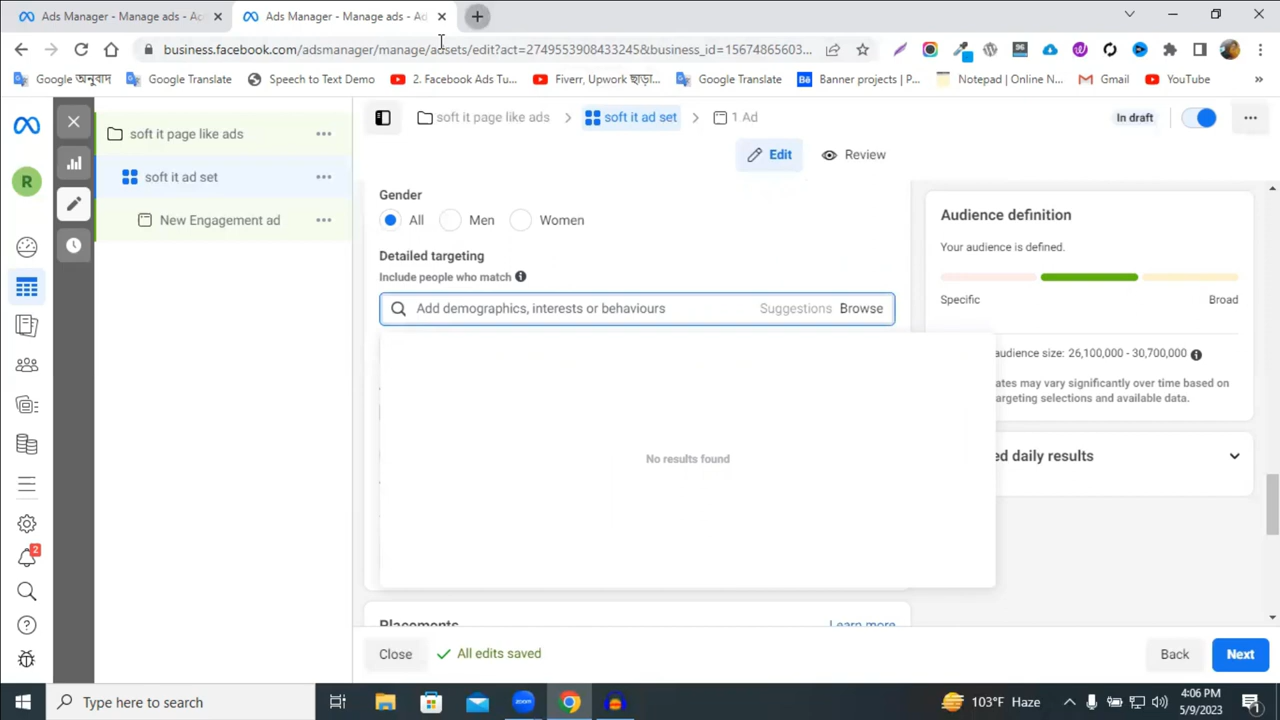 Ads Manager - Manage ads - Ac
Ads Manager - Manage ads - Ad
business.facebook.com/adsmanager/manage/assets/edit?act=2749553908433245&business_id=15674865603...
Google অনুবাদ
Google Translate
Speech to Text Demo
2. Facebook Ads Tu...
Fiverr, Upwork ছাড়া...
Google Translate
Banner projects | P...
Notepad | Online N...
Gmail
YouTube
soft it page like ads
soft it ad set
1 Ad
In draft
soft it page like ads
Edit
Review
R
soft it ad set
New Engagement ad
Gender
All
Men
Women
Detailed targeting
Include people who match
Add demographics, interests or behaviours
Suggestions
Browse
No results found
Audience definition
Your audience is defined.
Specific
Broad
audience size: 26,100,000 - 30,700,000
ates may vary significantly over time based on
argeting selections and available data.
ed daily results
2
Placements
Learn more
Close
All edits saved
Back
Next
Type here to search
zoom
103°F Haze
4:06 PM
5/9/2023
1